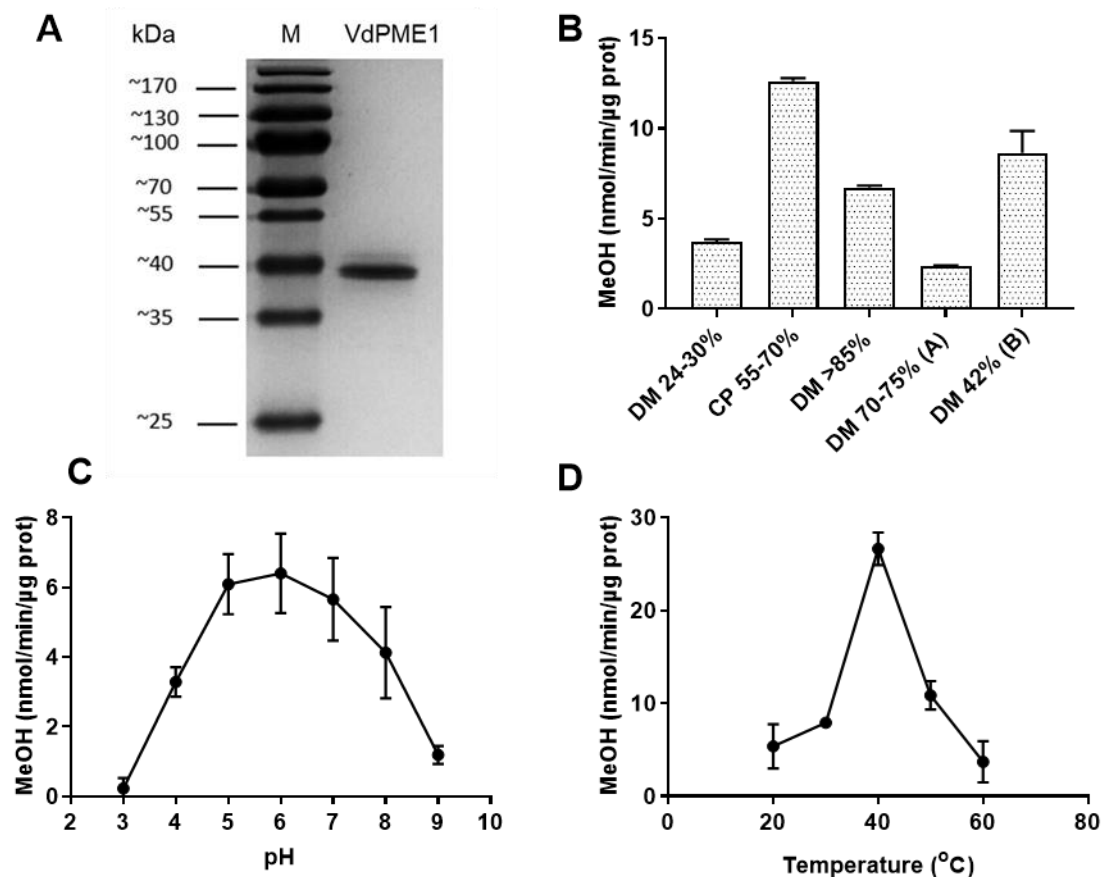 A
kDa M VdPME1
~170
~130
~100
~70
~55
~40
~35
~25
B
MeOH (nmol/min/µg prot)
15
10
5
0
DM 24-30%
CP 55-70%
DM >85%
DM 70-75% (A)
DM 42% (B)
C
MeOH (nmol/min/µg prot)
8
6
4
2
0
2 3 4 5 6 7 8 9 10
pH
D
MeOH (nmol/min/µg prot)
30
20
10
0
0 20 40 60 80
Temperature (°C)